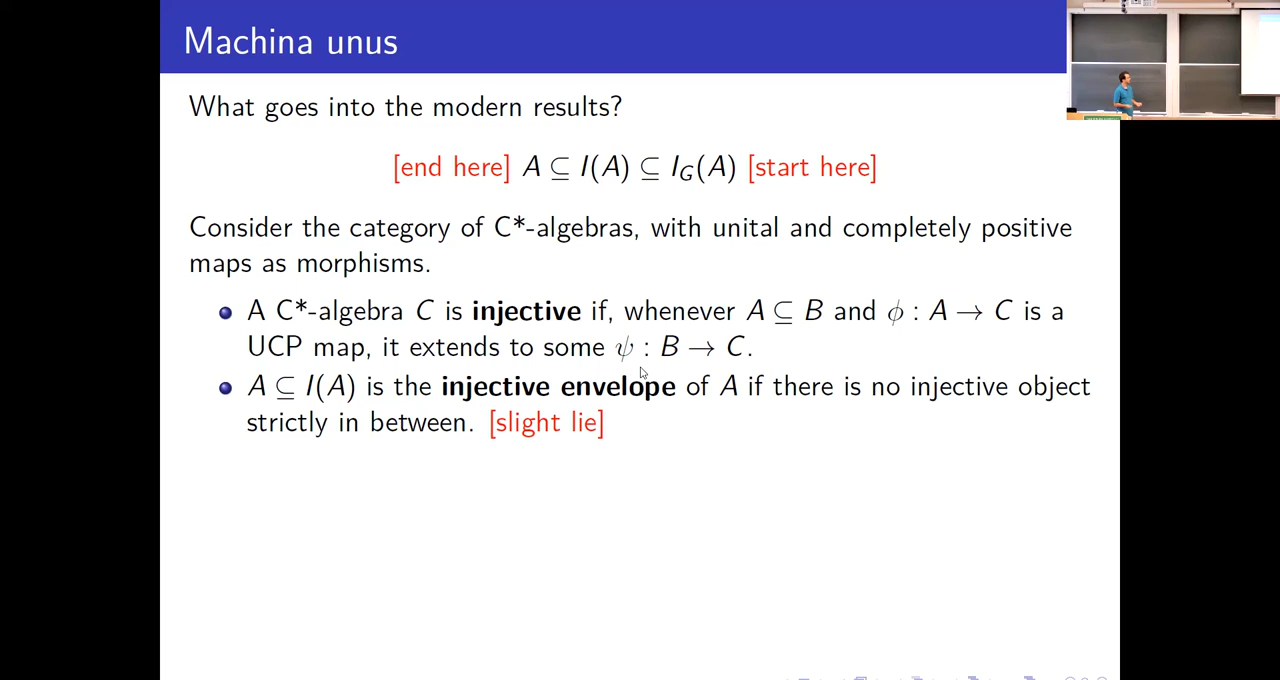 Machina unus
What goes into the modern results?
[end here] A ⊆ I(A) ⊆ I_G(A) [start here]
Consider the category of C*-algebras, with unital and completely positive
maps as morphisms.
A C*-algebra C is injective if, whenever A ⊆ B and ϕ : A → C is a
UCP map, it extends to some ψ : B → C.
A ⊆ I(A) is the injective envelope of A if there is no injective object
strictly in between. [slight lie]